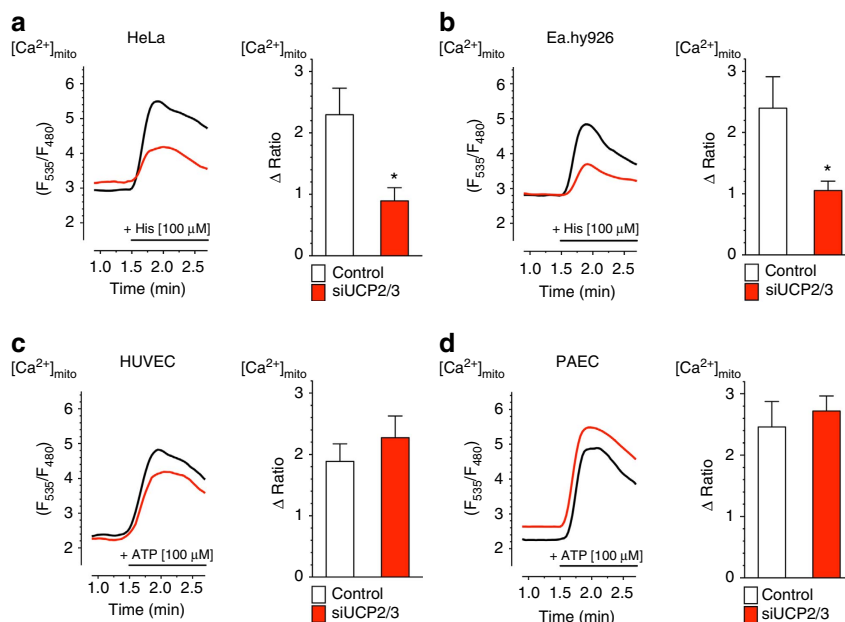 a
[Ca²⁺]mito
HeLa
(F535/F480)
6
5
4
3
2
+ His [100 μM]
1.0 1.5 2.0 2.5
Time (min)
[Ca²⁺]mito
Δ Ratio
3
2
1
0
*
Control
siUCP2/3
b
[Ca²⁺]mito
Ea.hy926
(F535/F480)
6
5
4
3
2
+ His [100 μM]
1.0 1.5 2.0 2.5
Time (min)
[Ca²⁺]mito
Δ Ratio
3
2
1
0
*
Control
siUCP2/3
c
[Ca²⁺]mito
HUVEC
(F535/F480)
6
5
4
3
2
+ ATP [100 μM]
1.0 1.5 2.0 2.5
Time (min)
[Ca²⁺]mito
Δ Ratio
3
2
1
0
Control
siUCP2/3
d
[Ca²⁺]mito
PAEC
(F535/F480)
6
5
4
3
2
+ ATP [100 μM]
1.0 1.5 2.0 2.5
Time (min)
[Ca²⁺]mito
Δ Ratio
3
2
1
0
Control
siUCP2/3